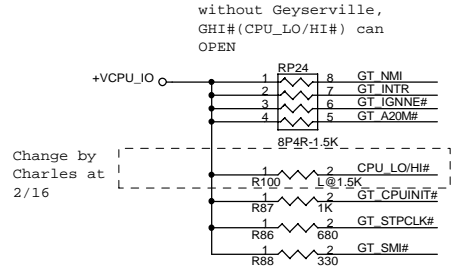 without Geyserville,
GHI#(CPU_LO/HI#) can
OPEN
RP24
+VCPU_IO
1 8 GT_NMI
2 7 GT_INTR
3 6 GT_IGNNE#
4 5 GT_A20M#
8P4R-1.5K
Change by
Charles at
2/16
1 2 CPU_LO/HI#
R100 L@1.5K
1 2 GT_CPUINIT#
R87 1K
1 2 GT_STPCLK#
R86 680
1 2 GT_SMI#
R88 330